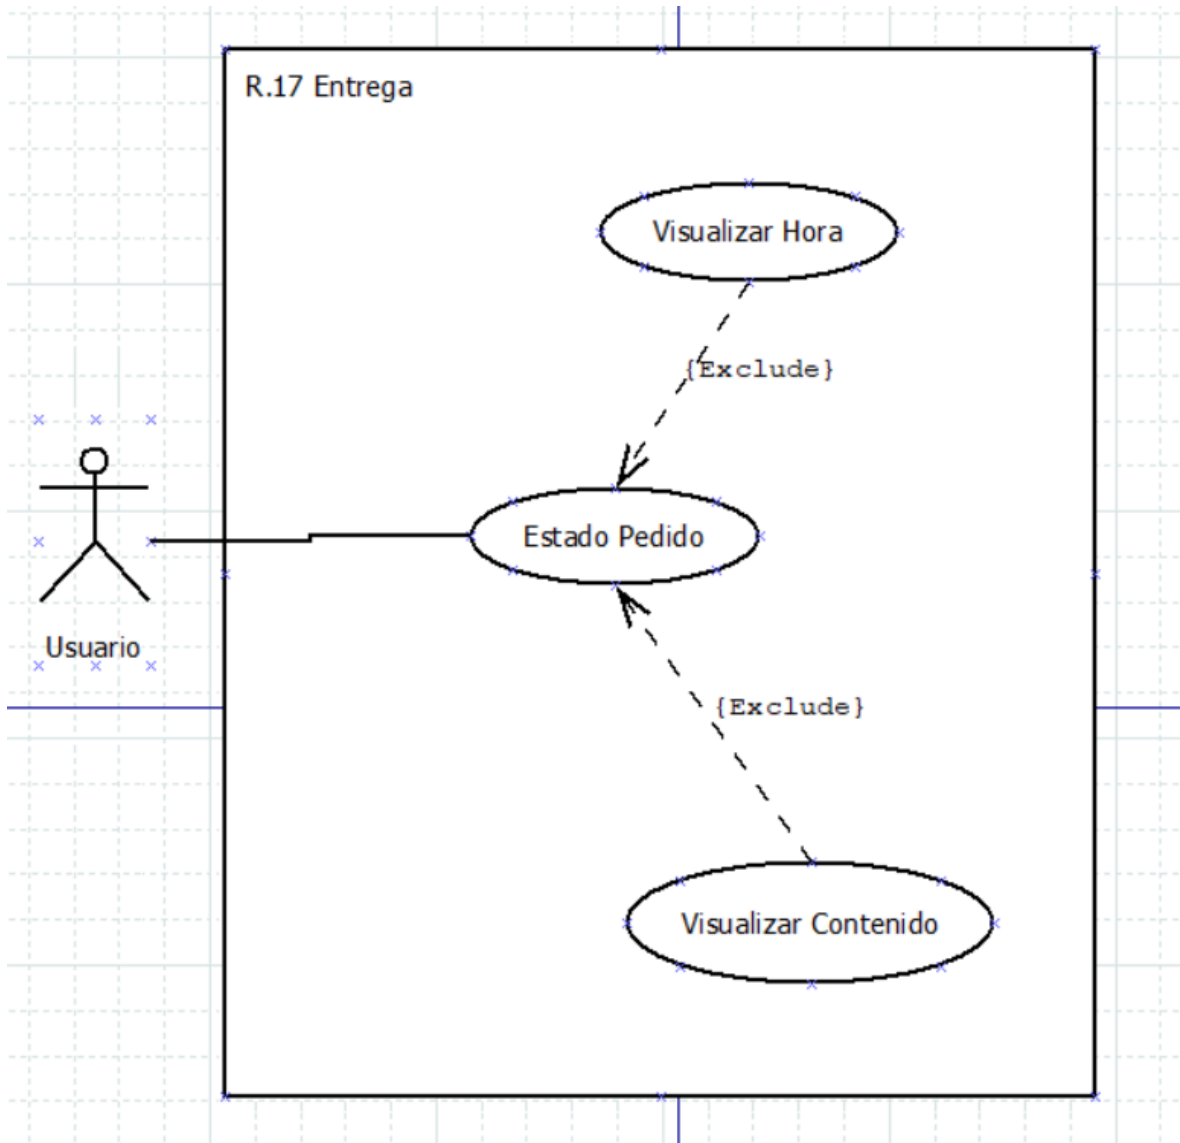 R.17 Entrega
Visualizar Hora
{Exclude}
Estado Pedido
Usuario
{Exclude}
Visualizar Contenido